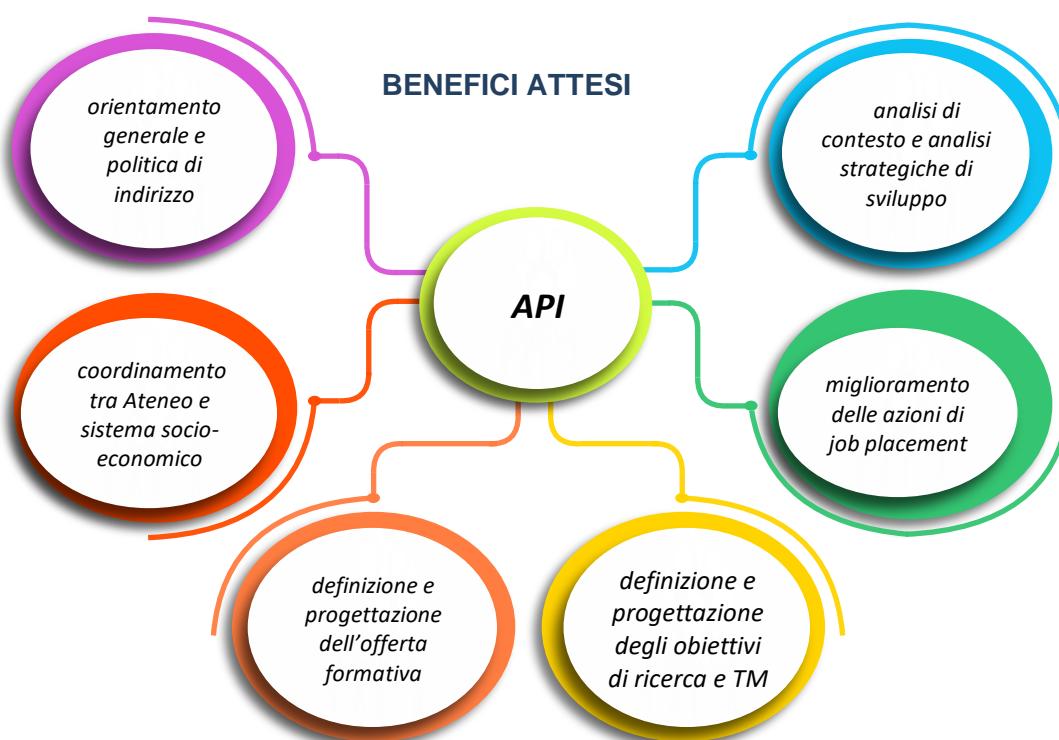 BENEFICI ATTESI
orientamento
generale e
politica di
indirizzo
analisi di
contesto e analisi
strategiche di
sviluppo
API
coordinamento
tra Ateneo e
sistema socio-
economico
miglioramento
delle azioni di
job placement
definizione e
progettazione
dell’offerta
formativa
definizione e
progettazione
degli obiettivi
di ricerca e TM